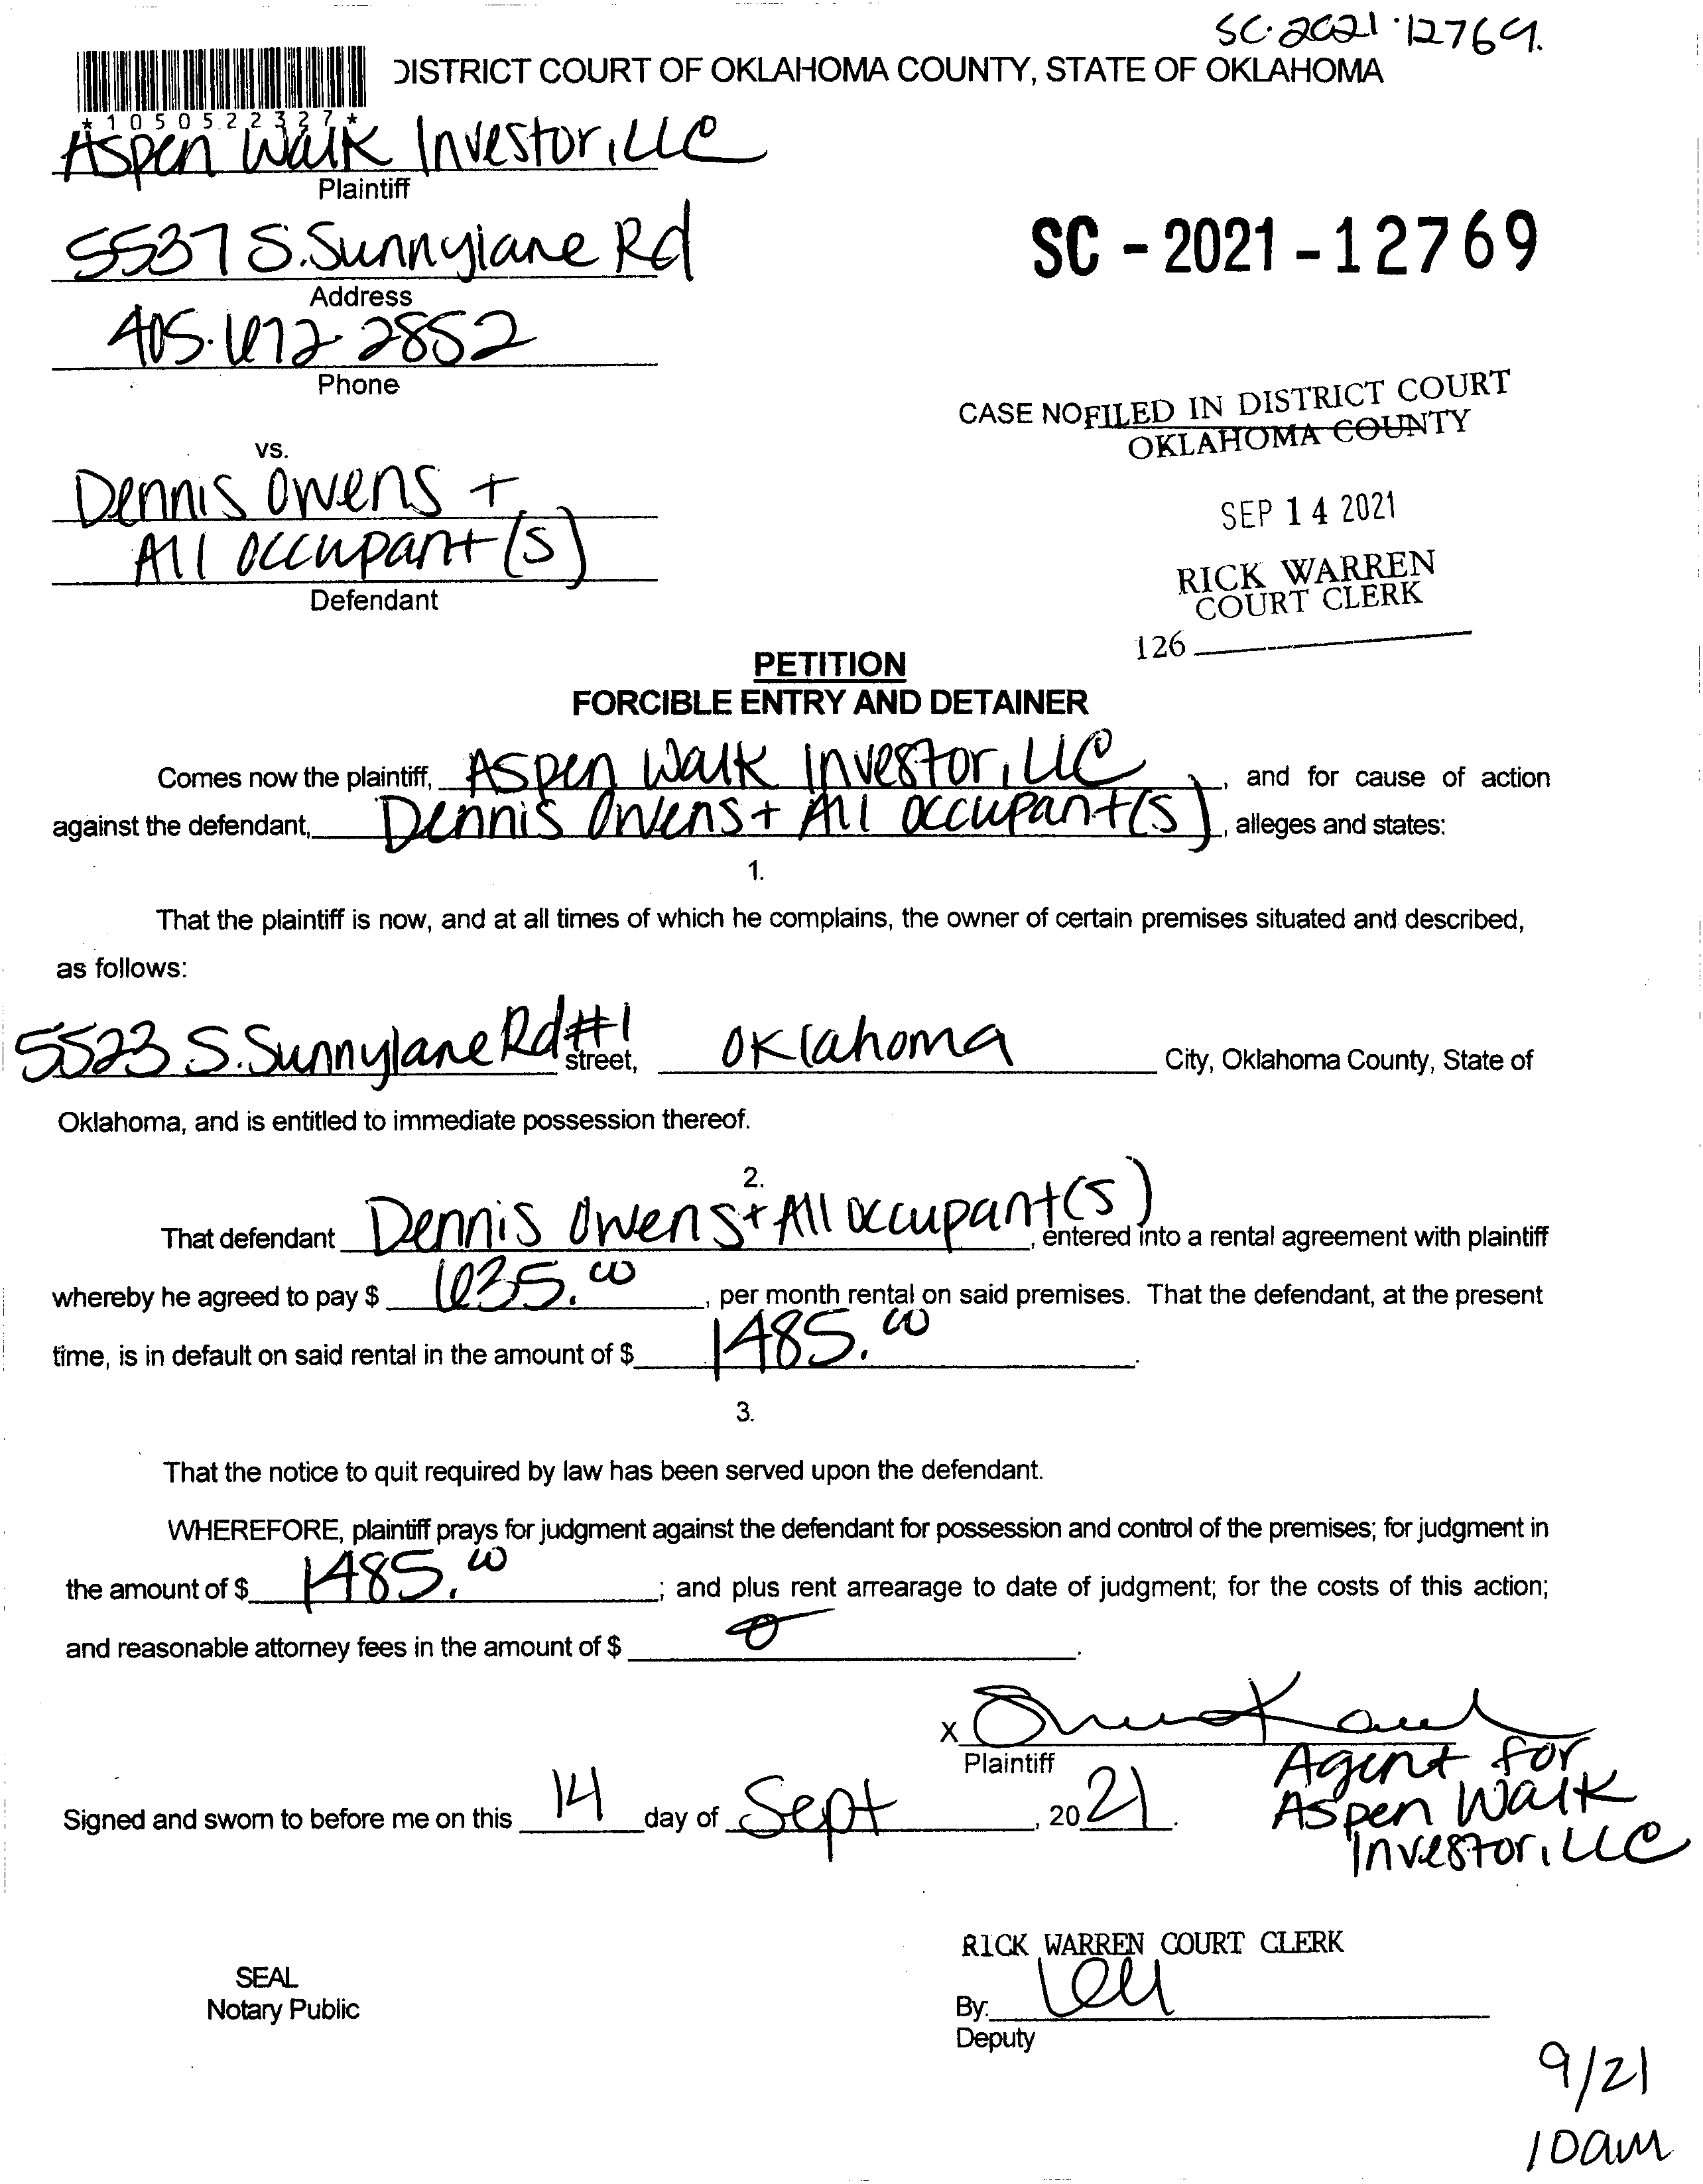 SC-2021-12769.
DISTRICT COURT OF OKLAHOMA COUNTY, STATE OF OKLAHOMA
*1050522327*
Aspen Walk Investor, LLC
Plaintiff
5537 S. Sunnylane Rd
Address
SC - 2021 - 12769
405.672.2852
Phone
CASE NO
FILED IN DISTRICT COURT
OKLAHOMA COUNTY
vs.
Dennis Owens +
All occupant(s)
Defendant
SEP 14 2021
RICK WARREN
COURT CLERK
126
PETITION
FORCIBLE ENTRY AND DETAINER
Comes now the plaintiff, Aspen Walk Investor, LLC, and for cause of action
against the defendant, Dennis Owens + All occupant(s), alleges and states:
1.
That the plaintiff is now, and at all times of which he complains, the owner of certain premises situated and described,
as follows:
5523 S. Sunnylane Rd #1 street, Oklahoma City, Oklahoma County, State of
Oklahoma, and is entitled to immediate possession thereof.
2.
That defendant Dennis Owens + All occupant(s), entered into a rental agreement with plaintiff
whereby he agreed to pay $ 635.00, per month rental on said premises. That the defendant, at the present
time, is in default on said rental in the amount of $ 1485.00.
3.
That the notice to quit required by law has been served upon the defendant.
WHEREFORE, plaintiff prays for judgment against the defendant for possession and control of the premises; for judgment in
the amount of $ 1485.00; and plus rent arrearage to date of judgment; for the costs of this action;
and reasonable attorney fees in the amount of $ 0.
X
Plaintiff
Agent for
Aspen Walk
Investor, LLC
Signed and sworn to before me on this 14 day of Sept, 2021.
RICK WARREN COURT CLERK
SEAL
Notary Public
By:
Deputy
9/21
10am